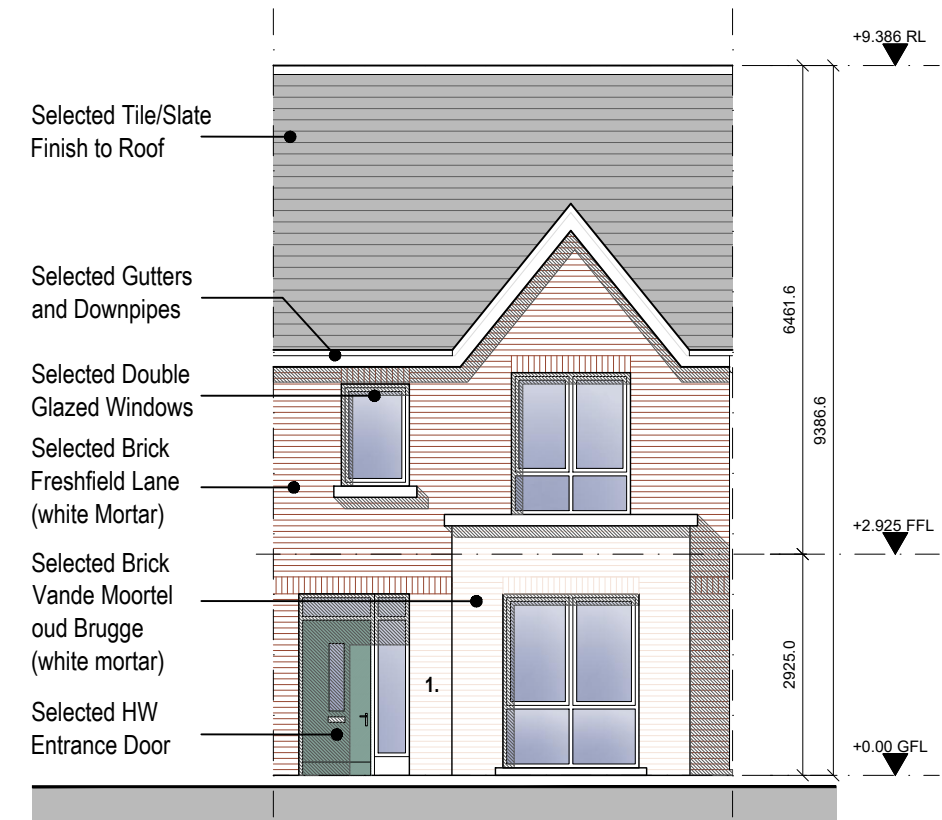 +9.386 RL
Selected Tile/Slate
Finish to Roof
Selected Gutters
and Downpipes
6461.6
9386.6
Selected Double
Glazed Windows
Selected Brick
Freshfield Lane
(white Mortar)
+2.925 FFL
Selected Brick
Vande Moortel
oud Brugge
(white mortar)
2925.0
1.
Selected HW
Entrance Door
+0.00 GFL